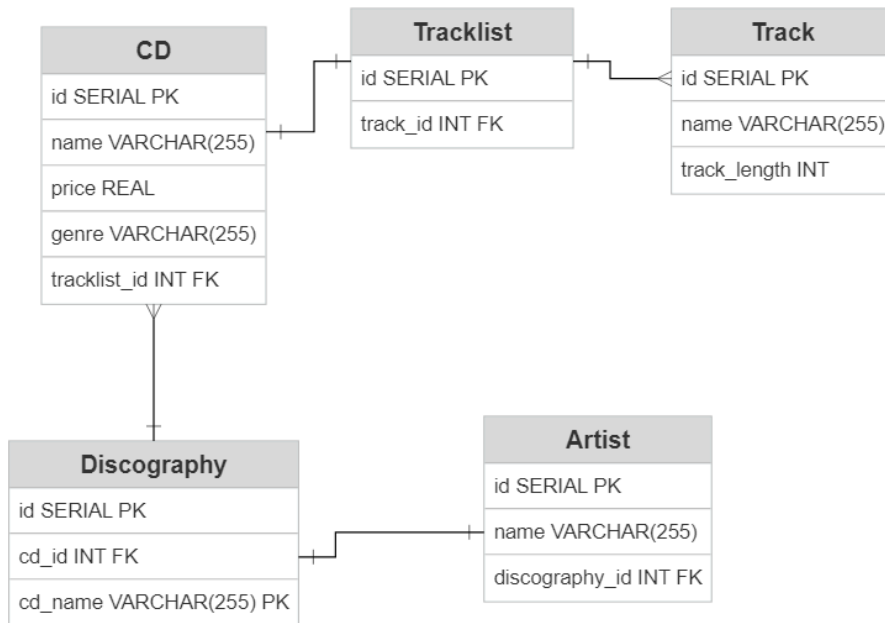 CD
id SERIAL PK
name VARCHAR(255)
price REAL
genre VARCHAR(255)
tracklist_id INT FK
Tracklist
id SERIAL PK
track_id INT FK
Track
id SERIAL PK
name VARCHAR(255)
track_length INT
Discography
id SERIAL PK
cd_id INT FK
cd_name VARCHAR(255) PK
Artist
id SERIAL PK
name VARCHAR(255)
discography_id INT FK